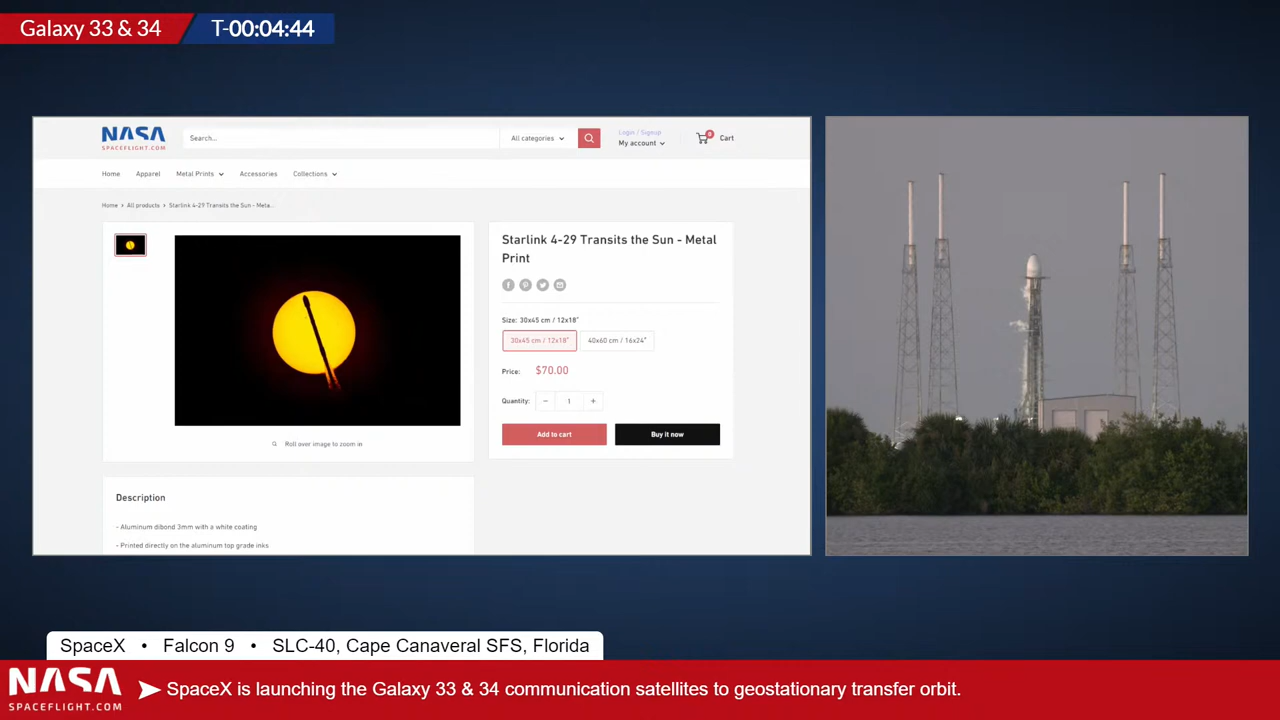 Galaxy 33 & 34
T-00:04:44
NASA
SPACEFLIGHT.COM
Search...
All categories
Login / Signup
My account
0
Cart
Home
Apparel
Metal Prints
Accessories
Collections
Home › All products › Starlink 4-29 Transits the Sun - Meta...
Starlink 4-29 Transits the Sun - Metal
Print
Size: 30x45 cm / 12x18"
30x45 cm / 12x18"
40x60 cm / 16x24"
Price:
$70.00
Quantity:
− 1 +
Add to cart
Buy it now
Roll over image to zoom in
Description
- Aluminum dibond 3mm with a white coating
- Printed directly on the aluminum top grade inks
SpaceX • Falcon 9 • SLC-40, Cape Canaveral SFS, Florida
NASA
SPACEFLIGHT.COM
SpaceX is launching the Galaxy 33 & 34 communication satellites to geostationary transfer orbit.